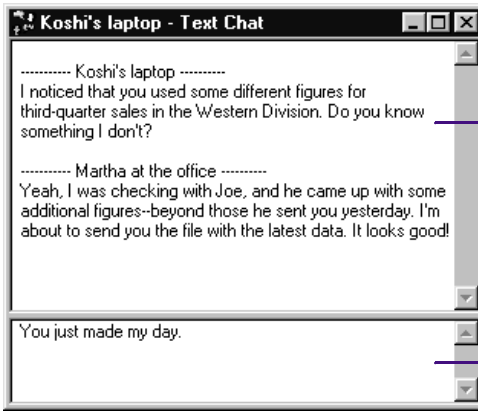 Koshi's laptop - Text Chat
---------- Koshi's laptop ----------
I noticed that you used some different figures for
third-quarter sales in the Western Division. Do you know
something I don't?
---------- Martha at the office ----------
Yeah, I was checking with Joe, and he came up with some
additional figures--beyond those he sent you yesterday. I'm
about to send you the file with the latest data. It looks good!
You just made my day.